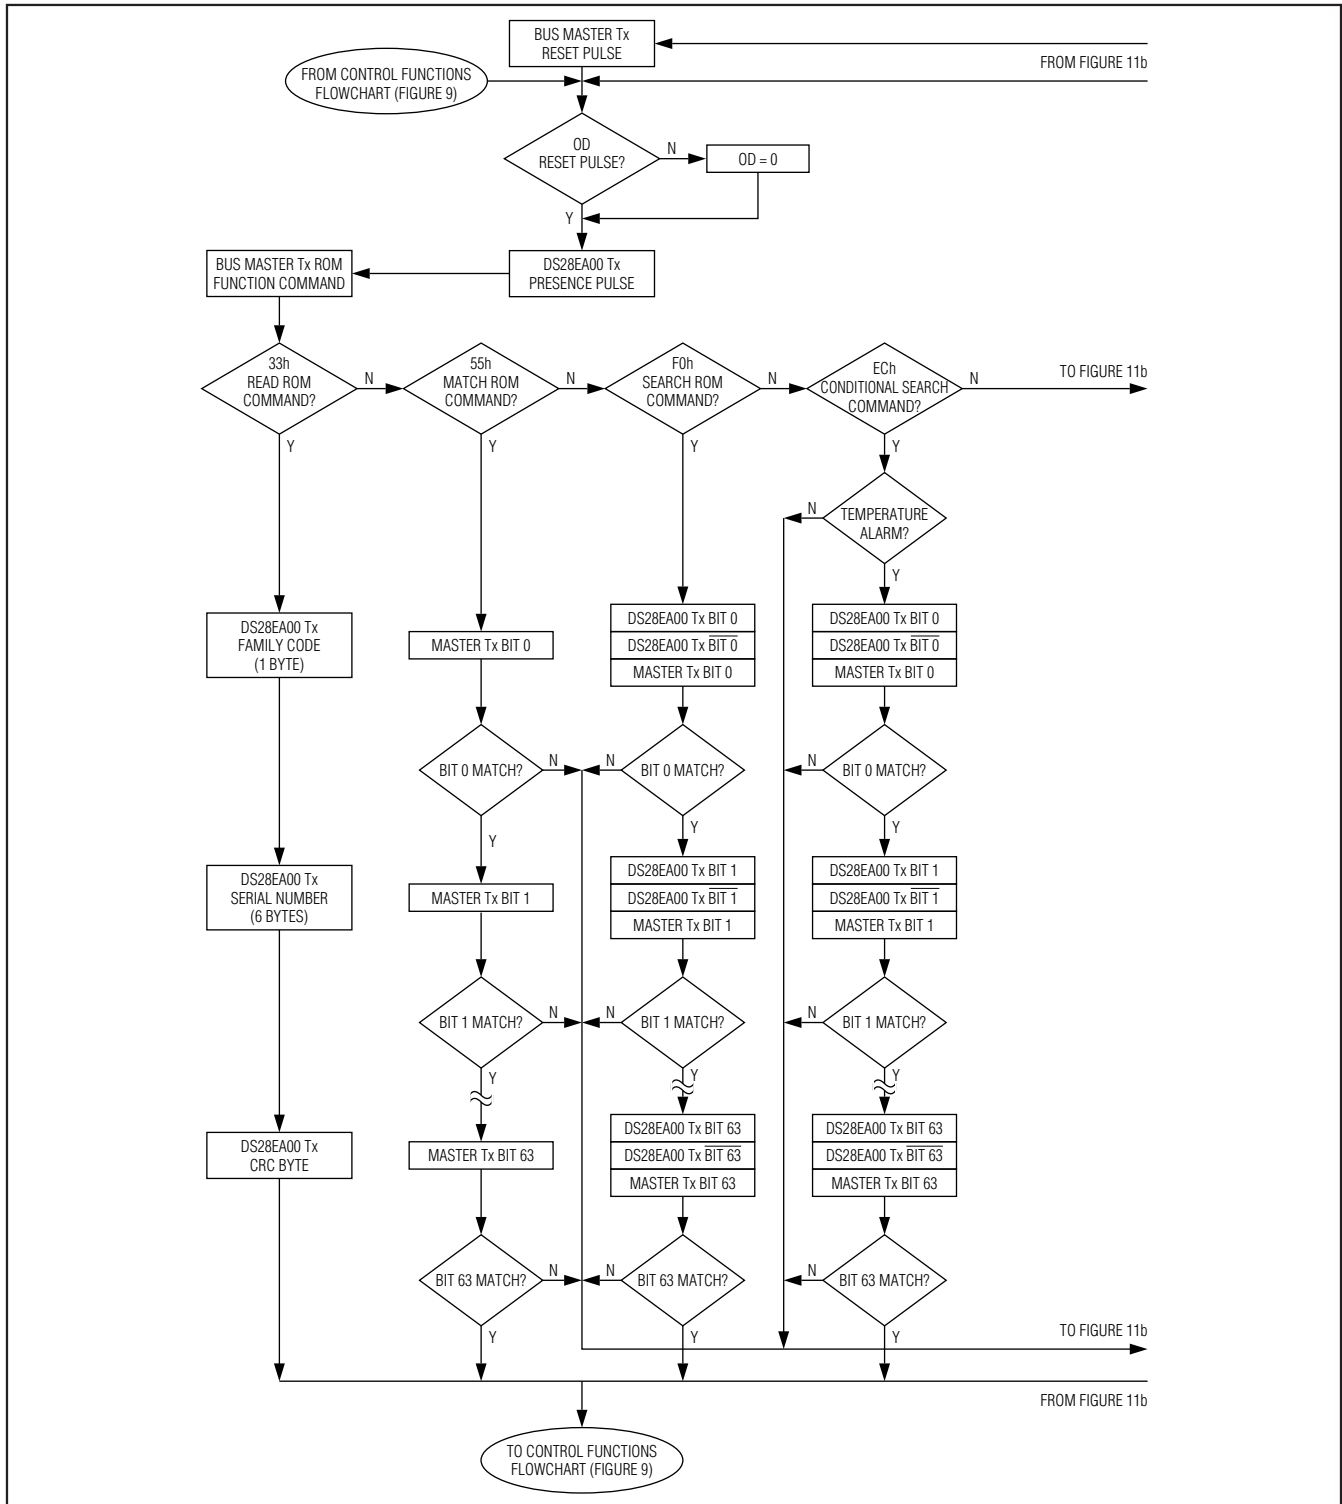 BUS MASTER Tx
RESET PULSE
FROM FIGURE 11b
FROM CONTROL FUNCTIONS
FLOWCHART (FIGURE 9)
OD
RESET PULSE?
N
OD = 0
Y
BUS MASTER Tx ROM
FUNCTION COMMAND
DS28EA00 Tx
PRESENCE PULSE
33h
READ ROM
COMMAND?
N
55h
MATCH ROM
COMMAND?
N
F0h
SEARCH ROM
COMMAND?
N
ECh
CONDITIONAL SEARCH
COMMAND?
N
TO FIGURE 11b
Y
Y
Y
Y
N
TEMPERATURE
ALARM?
Y
DS28EA00 Tx
FAMILY CODE
(1 BYTE)
MASTER Tx BIT 0
DS28EA00 Tx BIT 0
DS28EA00 Tx B̅I̅T̅ ̅0̅
MASTER Tx BIT 0
DS28EA00 Tx BIT 0
DS28EA00 Tx B̅I̅T̅ ̅0̅
MASTER Tx BIT 0
BIT 0 MATCH?
N
N
BIT 0 MATCH?
N
BIT 0 MATCH?
Y
Y
Y
DS28EA00 Tx
SERIAL NUMBER
(6 BYTES)
MASTER Tx BIT 1
DS28EA00 Tx BIT 1
DS28EA00 Tx B̅I̅T̅ ̅1̅
MASTER Tx BIT 1
DS28EA00 Tx BIT 1
DS28EA00 Tx B̅I̅T̅ ̅1̅
MASTER Tx BIT 1
BIT 1 MATCH?
N
N
BIT 1 MATCH?
N
BIT 1 MATCH?
Y
Y
Y
DS28EA00 Tx
CRC BYTE
MASTER Tx BIT 63
DS28EA00 Tx BIT 63
DS28EA00 Tx B̅I̅T̅ ̅6̅3̅
MASTER Tx BIT 63
DS28EA00 Tx BIT 63
DS28EA00 Tx B̅I̅T̅ ̅6̅3̅
MASTER Tx BIT 63
BIT 63 MATCH?
N
N
BIT 63 MATCH?
N
BIT 63 MATCH?
Y
Y
Y
TO FIGURE 11b
FROM FIGURE 11b
TO CONTROL FUNCTIONS
FLOWCHART (FIGURE 9)